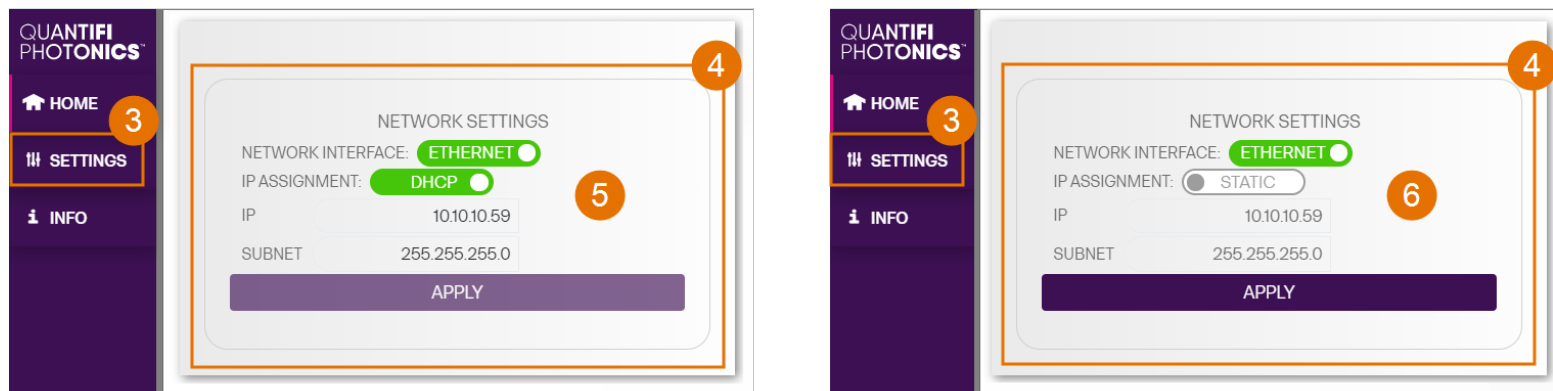 QUANTIFI
PHOTONICS™
HOME
3
SETTINGS
INFO
4
NETWORK SETTINGS
NETWORK INTERFACE: ETHERNET
IP ASSIGNMENT: DHCP
5
IP 10.10.10.59
SUBNET 255.255.255.0
APPLY
QUANTIFI
PHOTONICS™
HOME
3
SETTINGS
INFO
4
NETWORK SETTINGS
NETWORK INTERFACE: ETHERNET
IP ASSIGNMENT: STATIC
6
IP 10.10.10.59
SUBNET 255.255.255.0
APPLY